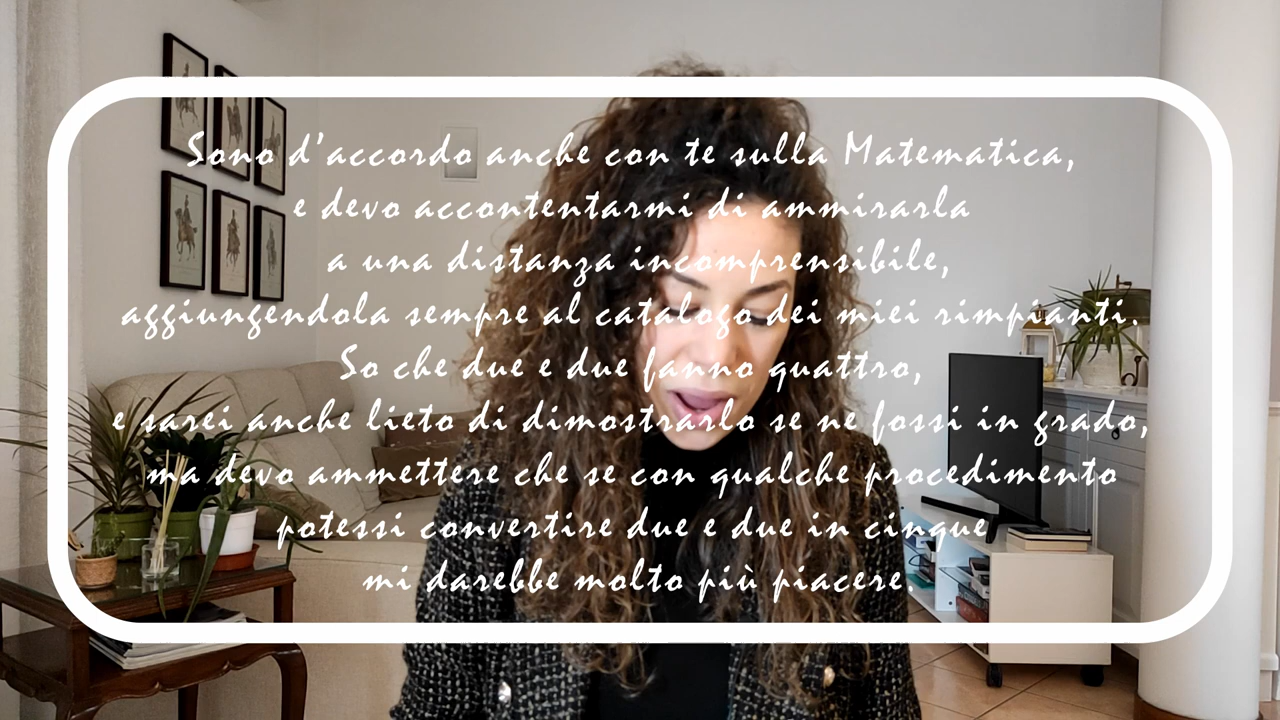 Sono d'accordo anche con te sulla Matematica,
e devo accontentarmi di ammirarla
a una distanza incomprensibile,
aggiungendola sempre al catalogo dei miei rimpianti.
So che due e due fanno quattro,
e sarei anche lieto di dimostrarlo se ne fossi in grado,
ma devo ammettere che se con qualche procedimento
potessi convertire due e due in cinque
mi darebbe molto più piacere.